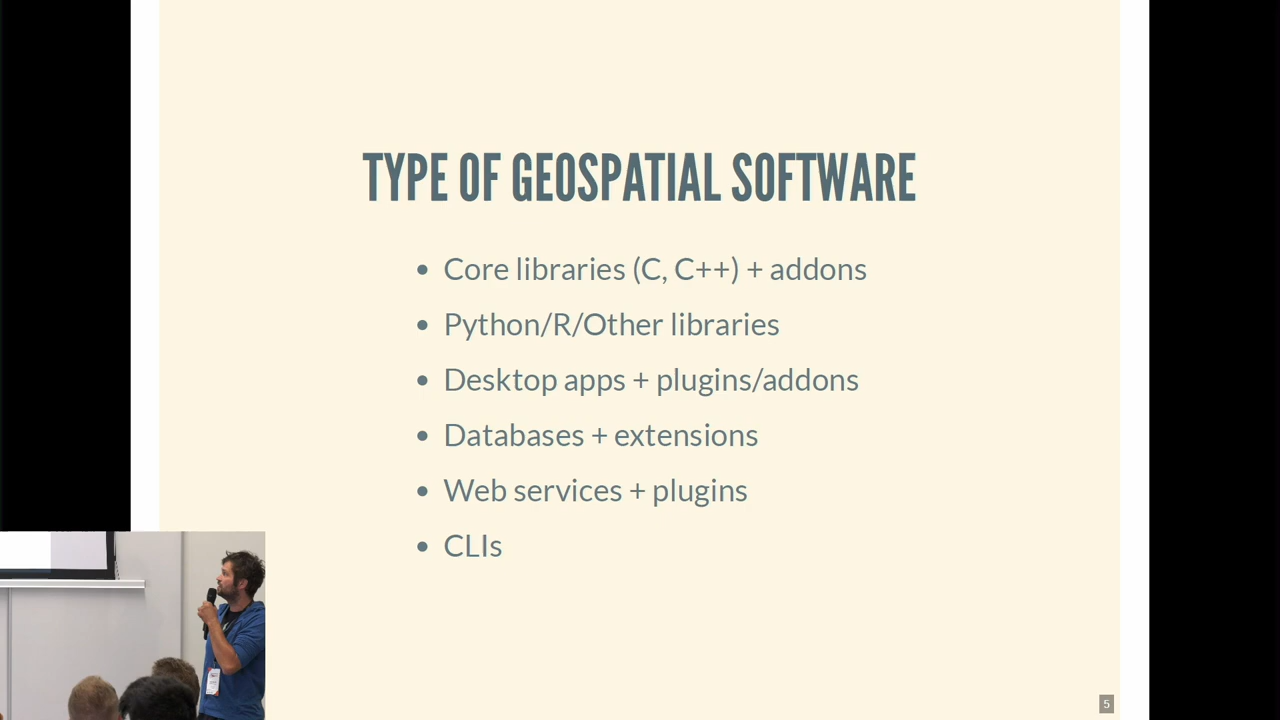 TYPE OF GEOSPATIAL SOFTWARE
Core libraries (C, C++) + addons
Python/R/Other libraries
Desktop apps + plugins/addons
Databases + extensions
Web services + plugins
CLIs
5